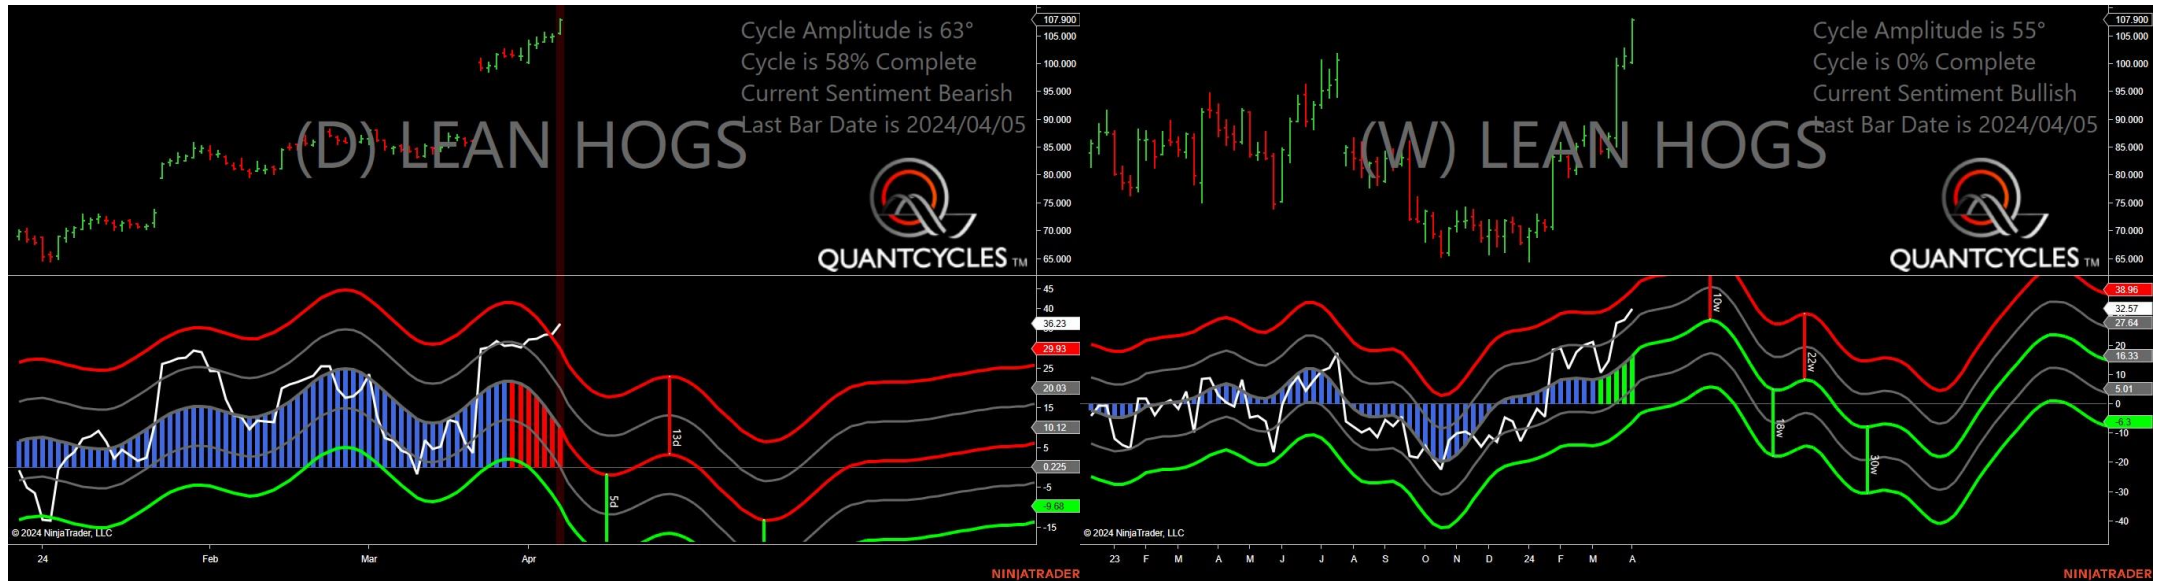 Cycle Amplitude is 63°
Cycle is 58% Complete
Current Sentiment Bearish
Last Bar Date is 2024/04/05
(D) LEAN HOGS
QUANTCYCLES TM
107.900
105.000
100.000
95.000
90.000
85.000
80.000
75.000
70.000
65.000
45
40
36.23
29.93
25
20.03
15
10.12
5
0.225
-5
-9.68
-15
13d
5d
© 2024 NinjaTrader, LLC
24 Feb Mar Apr
NINJATRADER
Cycle Amplitude is 55°
Cycle is 0% Complete
Current Sentiment Bullish
Last Bar Date is 2024/04/05
(W) LEAN HOGS
QUANTCYCLES TM
107.900
105.000
100.000
95.000
90.000
85.000
80.000
75.000
70.000
65.000
38.96
32.57
27.64
20
16.33
10
5.01
0
-6.3
-10
-20
-30
-40
10w
22w
18w
30w
© 2024 NinjaTrader, LLC
23 F M A M J J A S O N D 24 F M A
NINJATRADER